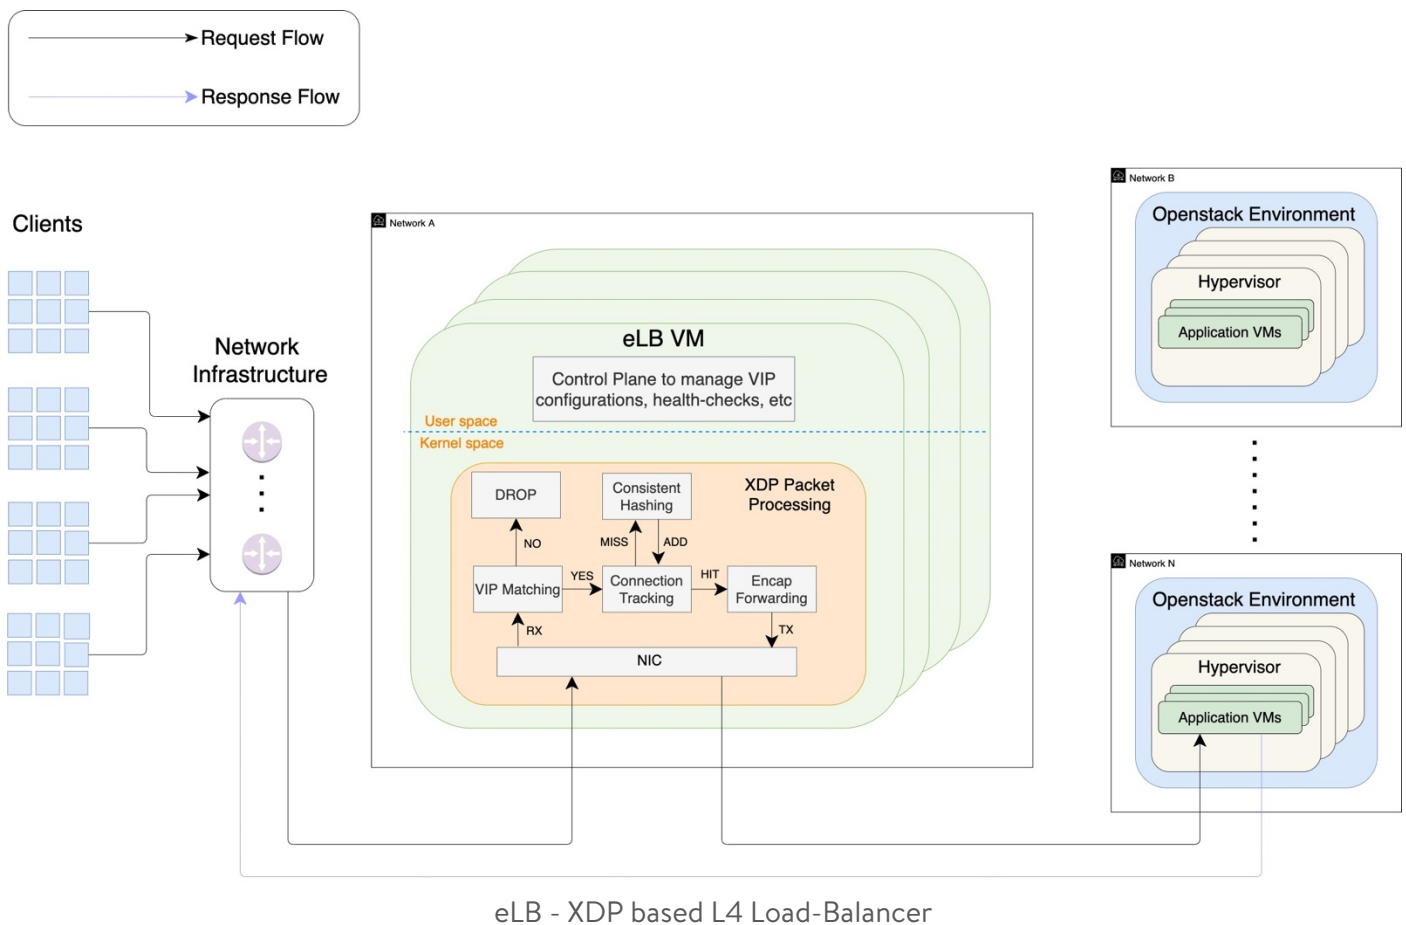 Request Flow
Response Flow
Clients
Network
Infrastructure
Network A
eLB VM
Control Plane to manage VIP
configurations, health-checks, etc
User space
Kernel space
XDP Packet
Processing
DROP
Consistent
Hashing
NO
MISS
ADD
VIP Matching
YES
Connection
Tracking
HIT
Encap
Forwarding
RX
TX
NIC
Network B
Openstack Environment
Hypervisor
Application VMs
Network N
Openstack Environment
Hypervisor
Application VMs
eLB - XDP based L4 Load-Balancer